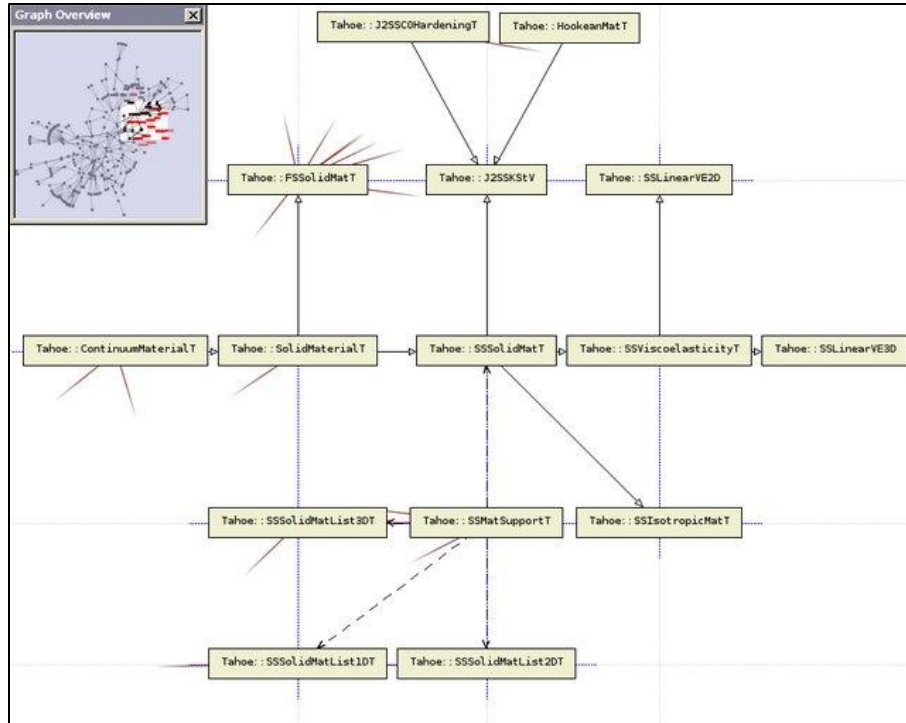 Graph Overview
Tahoe::J2SSC0HardeningT
Tahoe::HookeanMatT
Tahoe::FSSolidMatT
Tahoe::J2SSKStV
Tahoe::SSLinearVE2D
Tahoe::ContinuumMaterialT
Tahoe::SolidMaterialT
Tahoe::SSSolidMatT
Tahoe::SSViscoelasticityT
Tahoe::SSLinearVE3D
Tahoe::SSSolidMatList3DT
Tahoe::SSMatSupportT
Tahoe::SSIsotropicMatT
Tahoe::SSSolidMatList1DT
Tahoe::SSSolidMatList2DT